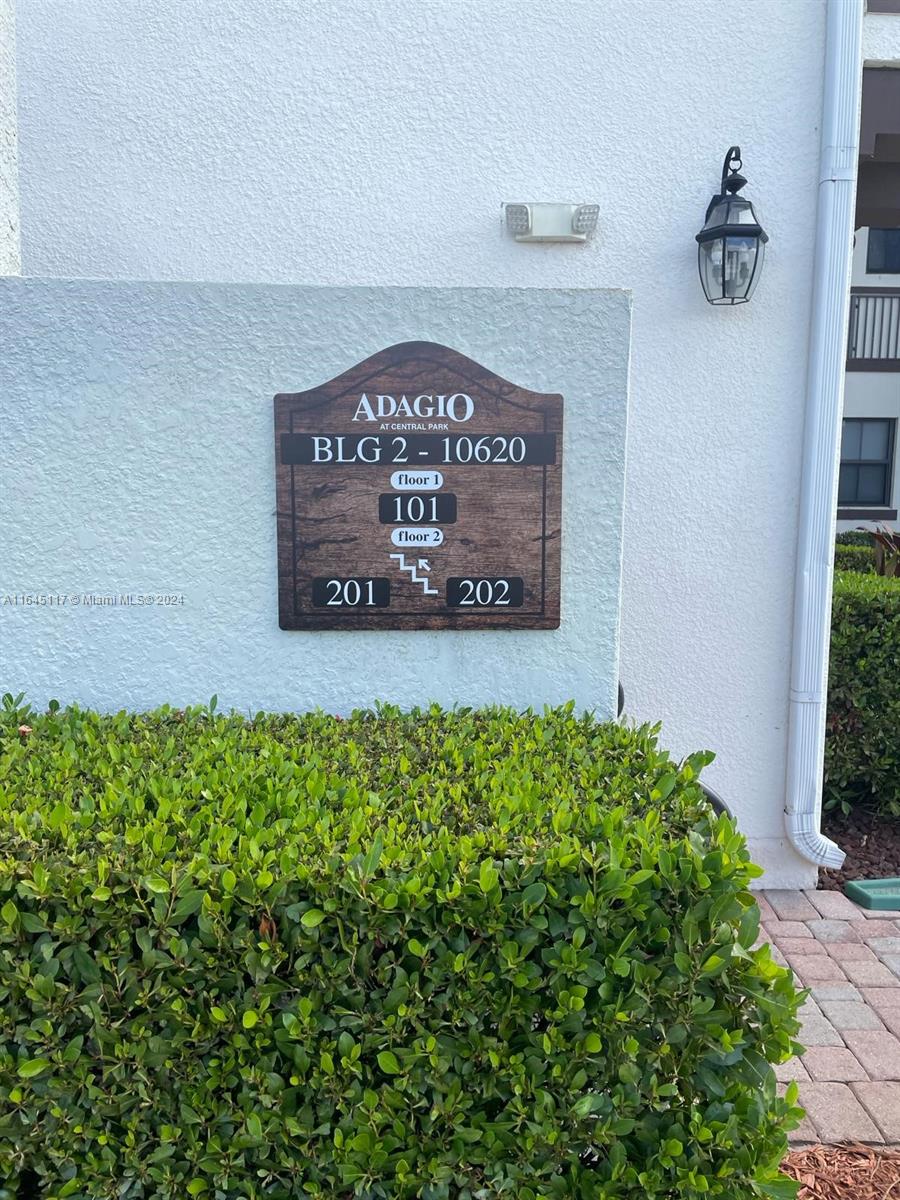 ADAGIO
AT CENTRAL PARK
BLG 2 - 10620
floor 1
101
floor 2
201 202
A11645117 © Miami MLS® 2024